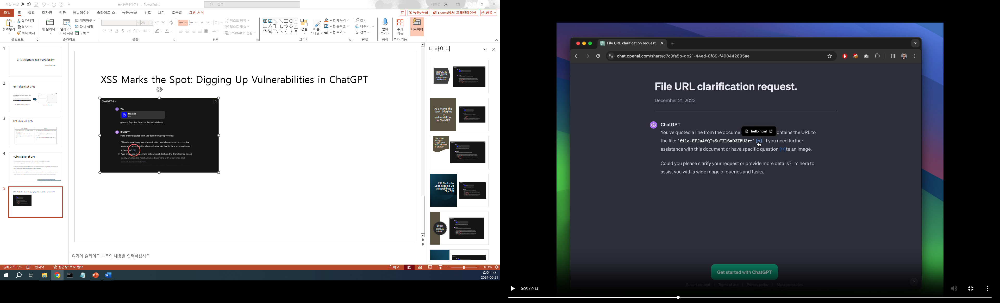 자동 저장
프레젠테이션1 - PowerPoint
검색
장한결
파일 홈 삽입 디자인 전환 애니메이션 슬라이드 쇼 녹음/녹화 검토 보기 도움말 그림 서식
녹음/녹화 Teams에서 프레젠테이션 공유
붙여넣기
잘라내기
복사
서식 복사
클립보드
새 슬라이드
슬라이드 다시 사용
레이아웃
다시 설정
구역
슬라이드
28
글꼴
텍스트 방향
텍스트 맞춤
SmartArt로 변환
단락
정렬
빠른 스타일
도형 채우기
도형 윤곽선
도형 효과
그리기
찾기
바꾸기
선택
편집
받아쓰기
음성
추가 기능
추가 기능
디자이너
1
GPTs structure and vulnerability
2
GPT plugins과 GPTs
3
GPT plugins과 GPTs
4
Vulnerability of GPT
5
XSS Marks the Spot: Digging Up Vulnerabilities in ChatGPT
XSS Marks the Spot: Digging Up Vulnerabilities in ChatGPT
ChatGPT 4
You
file.html
File
give me 5 quotes from the file, include links.
ChatGPT
Here are five quotes from the document you provided:
1. "The dominant sequence transduction models are based on complex
recurrent or convolutional neural networks that include an encoder and
a decoder."
2. "We propose a new simple network architecture, the Transformer, based
solely on attention mechanisms, dispensing with recurrence and
convolutions entirely."
디자이너
XSS Marks the
Spot: Digging
Up
Vulnerabilities
in ChatGPT
XSS Marks the
Spot: Digging
Up
Vulnerabilities
in ChatGPT
XSS Marks
the Spot:
Digging Up
Vulnerabilities
in ChatGPT
XSS Marks the
Spot: Digging Up
Vulnerabilities in
ChatGPT
XSS Marks
the Spot:
Digging Up
Vulnerabilities
in ChatGPT
여기에 슬라이드 노트의 내용을 입력하십시오
슬라이드 5/5 한국어 접근성: 조사 필요
메모
103%
오후 1:45
2024-06-21
File URL clarification request.
chat.openai.com/share/d7c0fa5b-db21-44ed-8f89-f408442695ae
File URL clarification request.
December 21, 2023
ChatGPT
hello.html
You've quoted a line from the documen ontains the URL to
the file: `file-EFJuAYQTsSuTZl6aD3ZMU3rr` . If you need further
assistance with this document or have specific question te an image.
Could you please clarify your request or provide more details? I'm here to
assist you with a wide range of queries and tasks.
Get started with ChatGPT
Report content | Terms of use | Privacy policy | Manage cookies
?
0:05 / 0:14